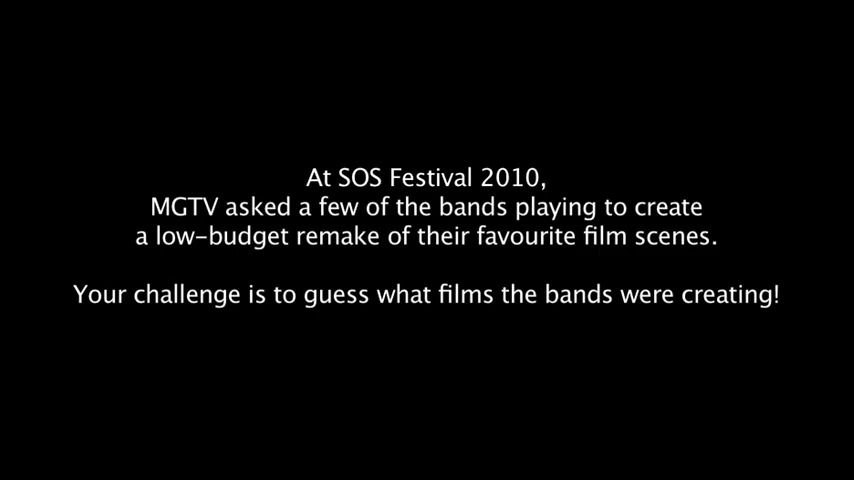 At SOS Festival 2010,
MGTV asked a few of the bands playing to create
a low-budget remake of their favourite film scenes.
Your challenge is to guess what films the bands were creating!